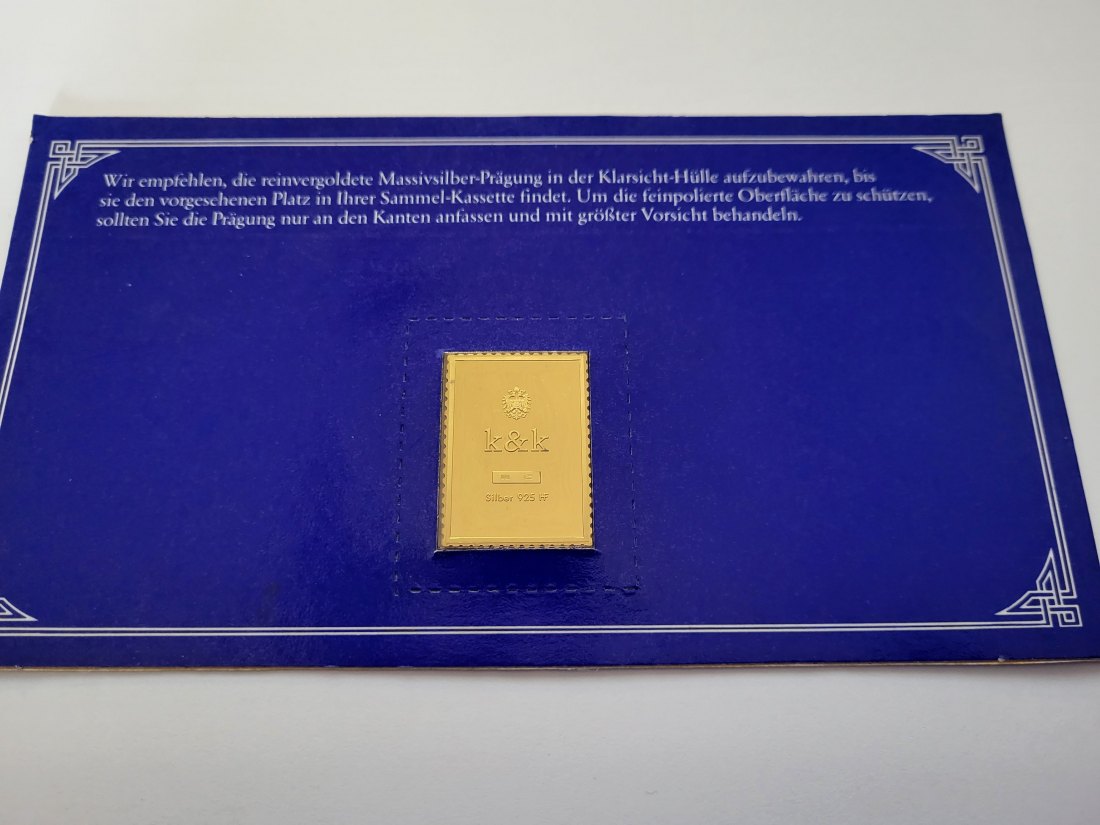 Wir empfehlen, die reinvergoldete Massivsilber-Prägung in der Klarsicht-Hülle aufzubewahren, bis
sie den vorgesehenen Platz in Ihrer Sammel-Kassette findet. Um die feinpolierte Oberfläche zu schützen,
sollten Sie die Prägung nur an den Kanten anfassen und mit größter Vorsicht behandeln.
k&k
Silber 925 HF